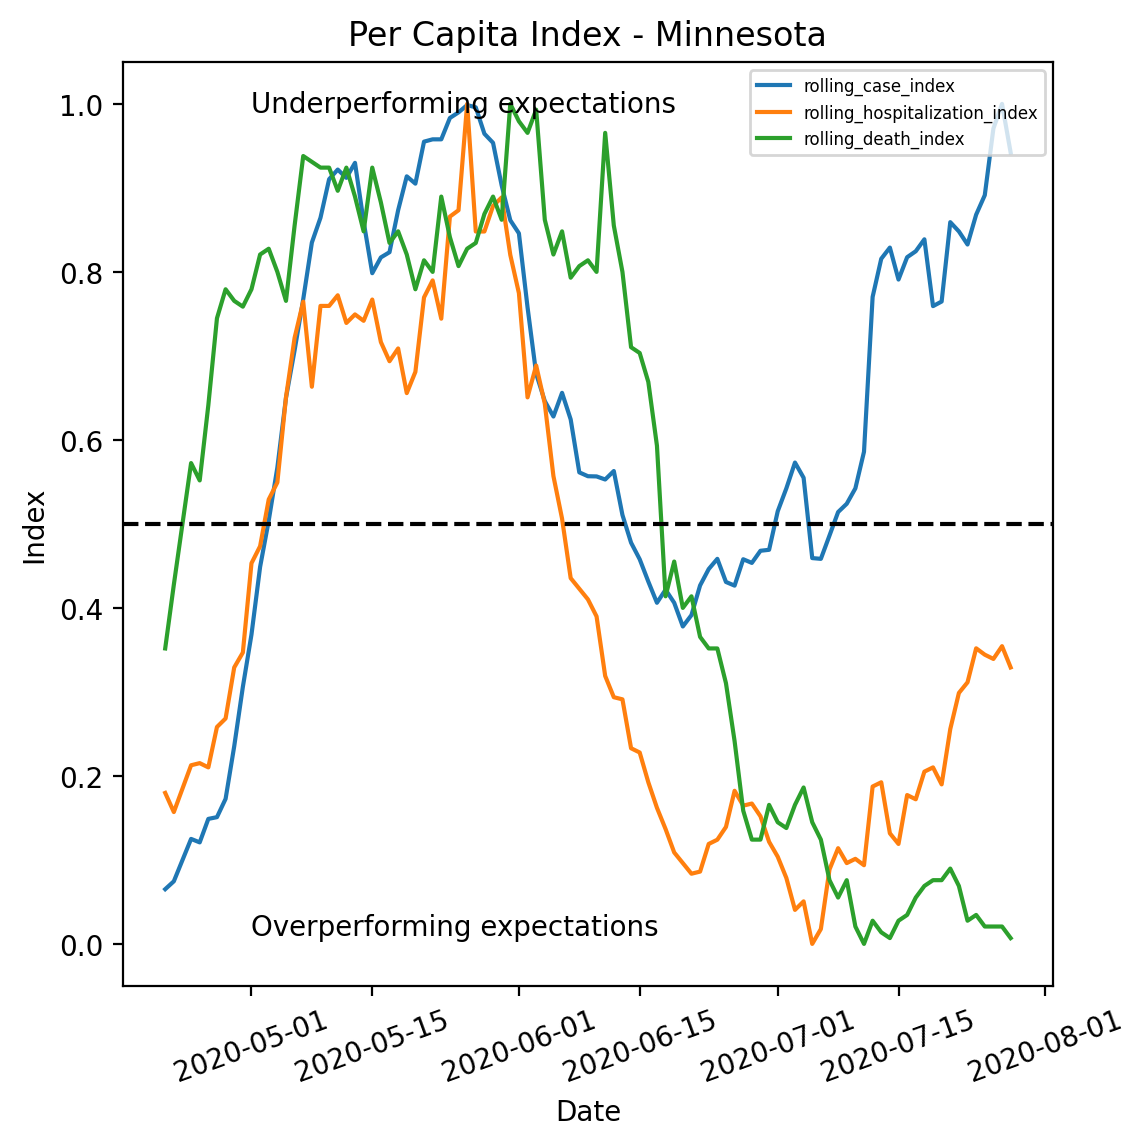 Per Capita Index - Minnesota
Underperforming expectations
rolling_case_index
rolling_hospitalization_index
rolling_death_index
1.0
0.8
0.6
0.4
0.2
0.0
Index
Overperforming expectations
2020-05-01
2020-05-15
2020-06-01
2020-06-15
2020-07-01
2020-07-15
2020-08-01
Date